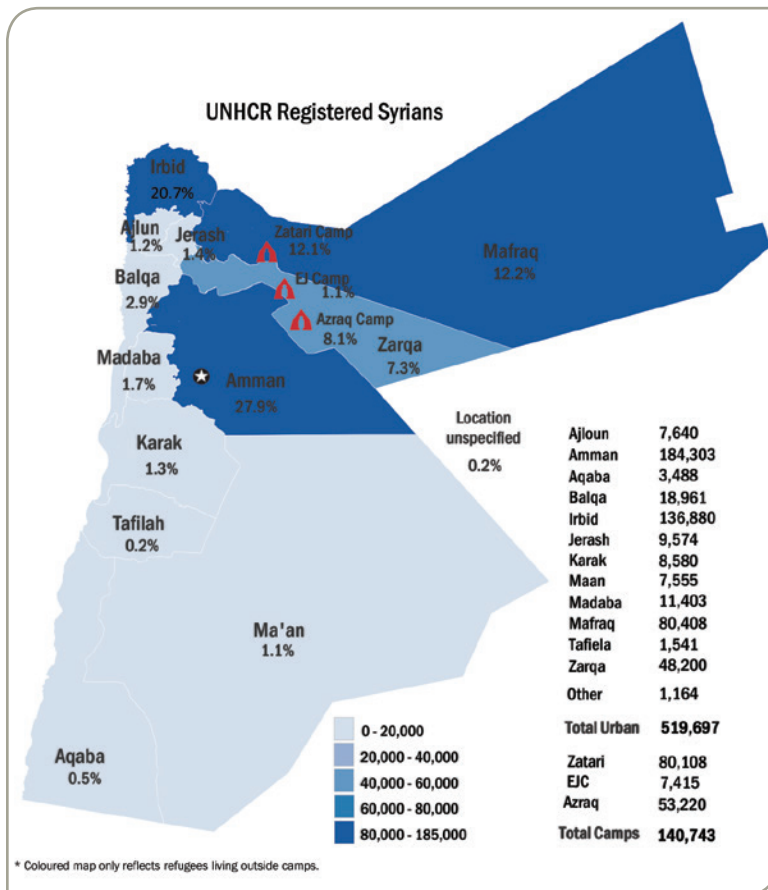 UNHCR Registered Syrians
Irbid
20.7%
Ajlun
1.2%
Jerash
1.4%
Zatari Camp
12.1%
Mafraq
12.2%
Balqa
2.9%
EJ Camp
1.1%
Azraq Camp
8.1%
Zarqa
7.3%
Madaba
1.7%
Amman
27.9%
Karak
1.3%
Location
unspecified
0.2%
Tafilah
0.2%
Ma'an
1.1%
Aqaba
0.5%
0 - 20,000
20,000 - 40,000
40,000 - 60,000
60,000 - 80,000
80,000 - 185,000
Ajloun 7,640
Amman 184,303
Aqaba 3,488
Balqa 18,961
Irbid 136,880
Jerash 9,574
Karak 8,580
Maan 7,555
Madaba 11,403
Mafraq 80,408
Tafiela 1,541
Zarqa 48,200
Other 1,164
Total Urban 519,697
Zatari 80,108
EJC 7,415
Azraq 53,220
Total Camps 140,743
* Coloured map only reflects refugees living outside camps.